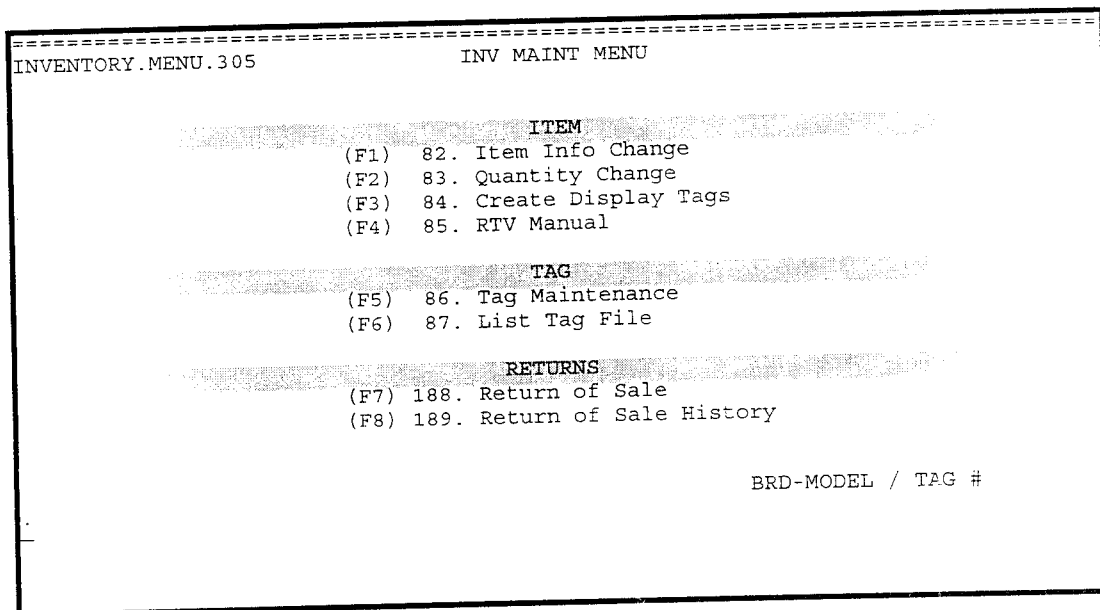 ================================================================================
INVENTORY.MENU.305 INV MAINT MENU
ITEM
(F1) 82. Item Info Change
(F2) 83. Quantity Change
(F3) 84. Create Display Tags
(F4) 85. RTV Manual
TAG
(F5) 86. Tag Maintenance
(F6) 87. List Tag File
RETURNS
(F7) 188. Return of Sale
(F8) 189. Return of Sale History
BRD-MODEL / TAG #